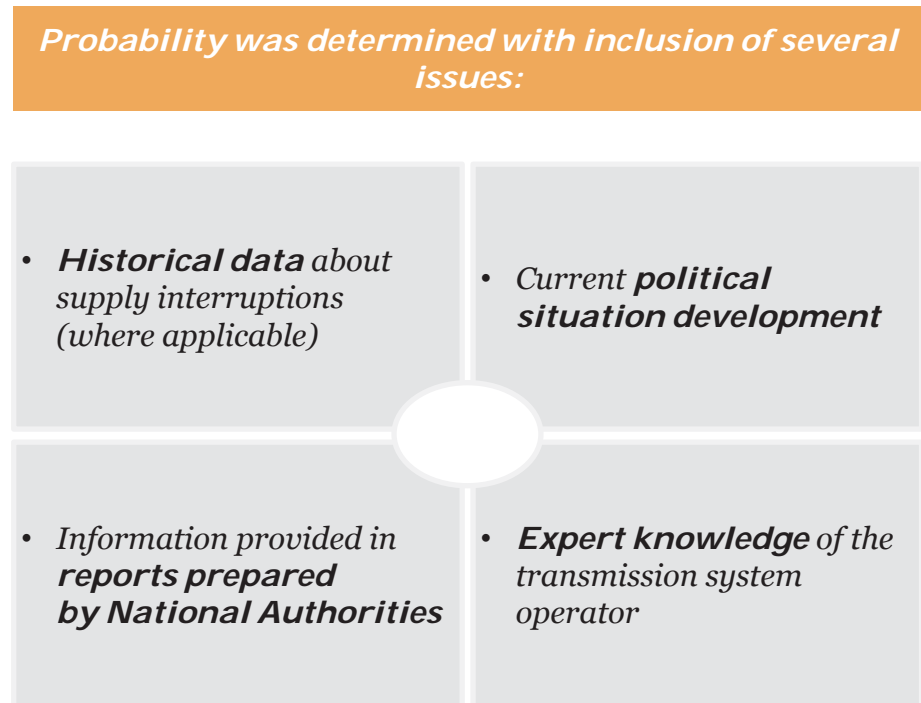 Probability was determined with inclusion of several
issues:
• Historical data about
supply interruptions
(where applicable)
• Current political
situation development
• Information provided in
reports prepared
by National Authorities
• Expert knowledge of the
transmission system
operator